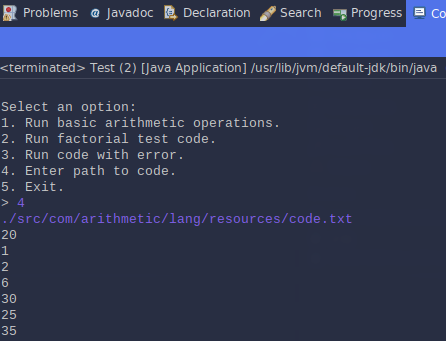 Problems @ Javadoc Declaration Search Progress Co
<terminated> Test (2) [Java Application] /usr/lib/jvm/default-jdk/bin/java
Select an option:
1. Run basic arithmetic operations.
2. Run factorial test code.
3. Run code with error.
4. Enter path to code.
5. Exit.
> 4
./src/com/arithmetic/lang/resources/code.txt
20
1
2
6
30
25
35